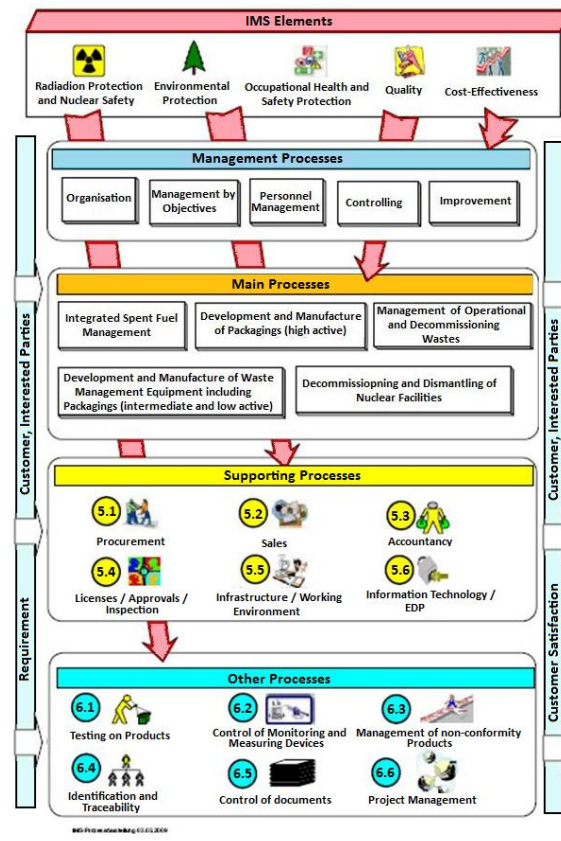 IMS Elements
Radiadion Protection
and Nuclear Safety
Environmental
Protection
Occupational Health and
Safety Protection
Quality
Cost-Effectiveness
Management Processes
Organisation
Management by
Objectives
Personnel
Management
Controlling
Improvement
Main Processes
Integrated Spent Fuel
Management
Development and Manufacture
of Packagings (high active)
Management of Operational
and Decommissioning
Wastes
Development and Manufacture of Waste
Management Equipment including
Packagings (intermediate and low active)
Decommissiopning and Dismantling of
Nuclear Facilities
Supporting Processes
5.1
Procurement
5.2
Sales
5.3
Accountancy
5.4
Licenses / Approvals /
Inspection
5.5
Infrastructure / Working
Environment
5.6
Information Technology /
EDP
Other Processes
6.1
Testing on Products
6.2
Control of Monitoring and
Measuring Devices
6.3
Management of non-conformity
Products
6.4
Identification and
Traceability
6.5
Control of documents
6.6
Project Management
Customer, Interested Parties
Requirement
Customer, Interested Parties
Customer Satisfaction